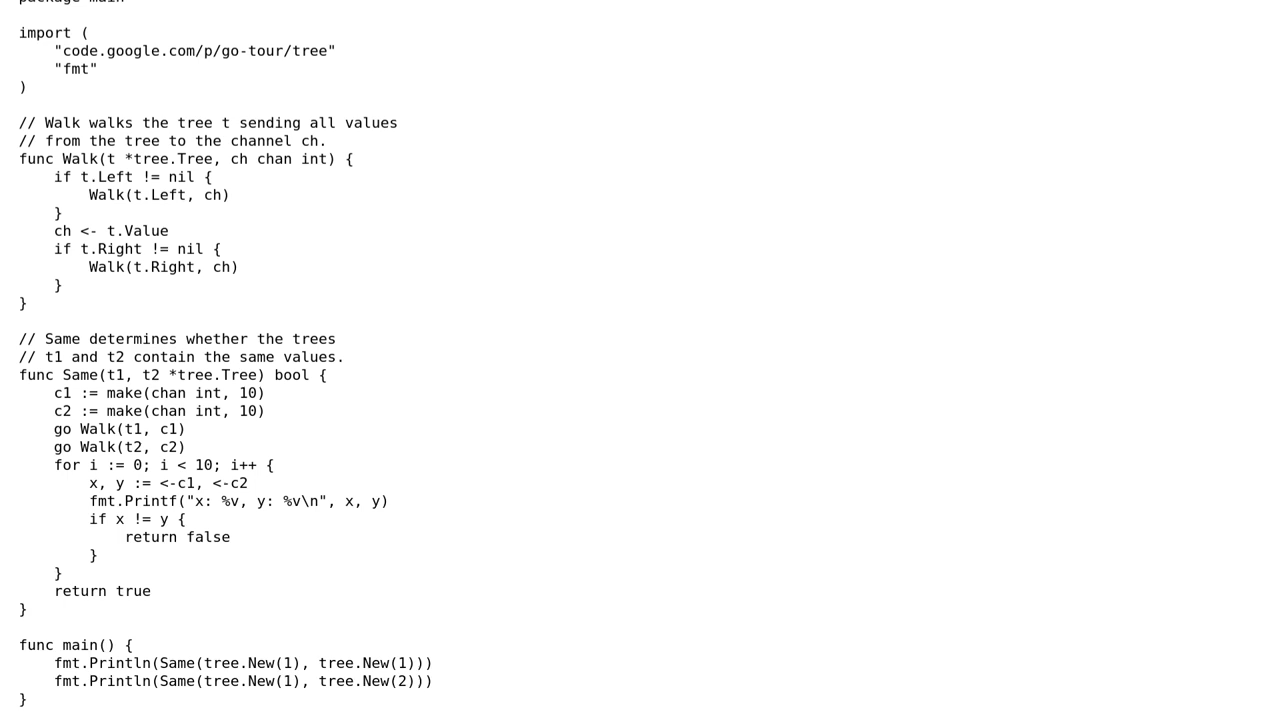 package main

import (
    "code.google.com/p/go-tour/tree"
    "fmt"
)

// Walk walks the tree t sending all values
// from the tree to the channel ch.
func Walk(t *tree.Tree, ch chan int) {
    if t.Left != nil {
        Walk(t.Left, ch)
    }
    ch <- t.Value
    if t.Right != nil {
        Walk(t.Right, ch)
    }
}

// Same determines whether the trees
// t1 and t2 contain the same values.
func Same(t1, t2 *tree.Tree) bool {
    c1 := make(chan int, 10)
    c2 := make(chan int, 10)
    go Walk(t1, c1)
    go Walk(t2, c2)
    for i := 0; i < 10; i++ {
        x, y := <-c1, <-c2
        fmt.Printf("x: %v, y: %v\n", x, y)
        if x != y {
            return false
        }
    }
    return true
}

func main() {
    fmt.Println(Same(tree.New(1), tree.New(1)))
    fmt.Println(Same(tree.New(1), tree.New(2)))
}